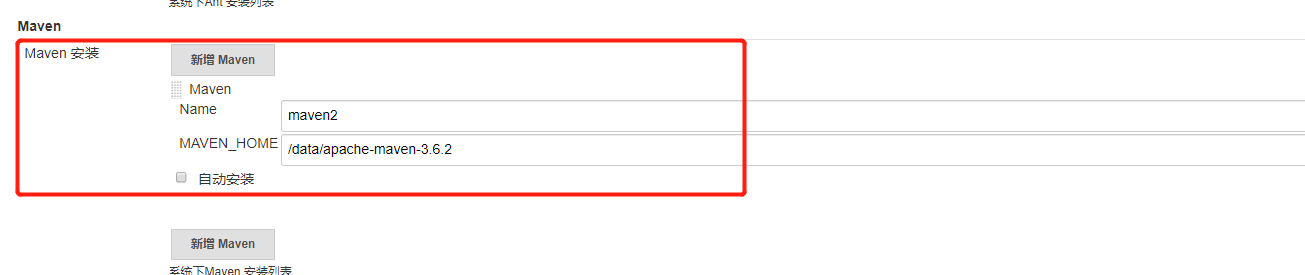 系统下Ant 安装列表
Maven
Maven 安装
新增 Maven
Maven
Name
maven2
MAVEN_HOME
/data/apache-maven-3.6.2
自动安装
新增 Maven
系统下Maven 安装列表